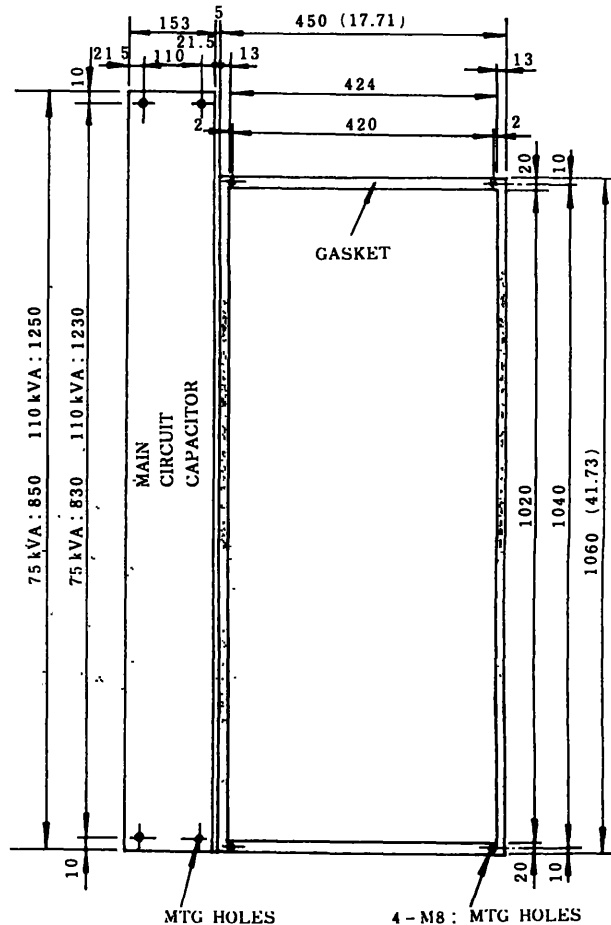 153
5
450 (17.71)
21.5
110
21.5
13
13
424
2
420
2
10
20
10
GASKET
75 kVA : 850 110 kVA : 1250
75 kVA : 830 110 kVA : 1230
MAIN
CIRCUIT
CAPACITOR
1020
1040
1060 (41.73)
10
20
10
MTG HOLES
4 - M8 : MTG HOLES